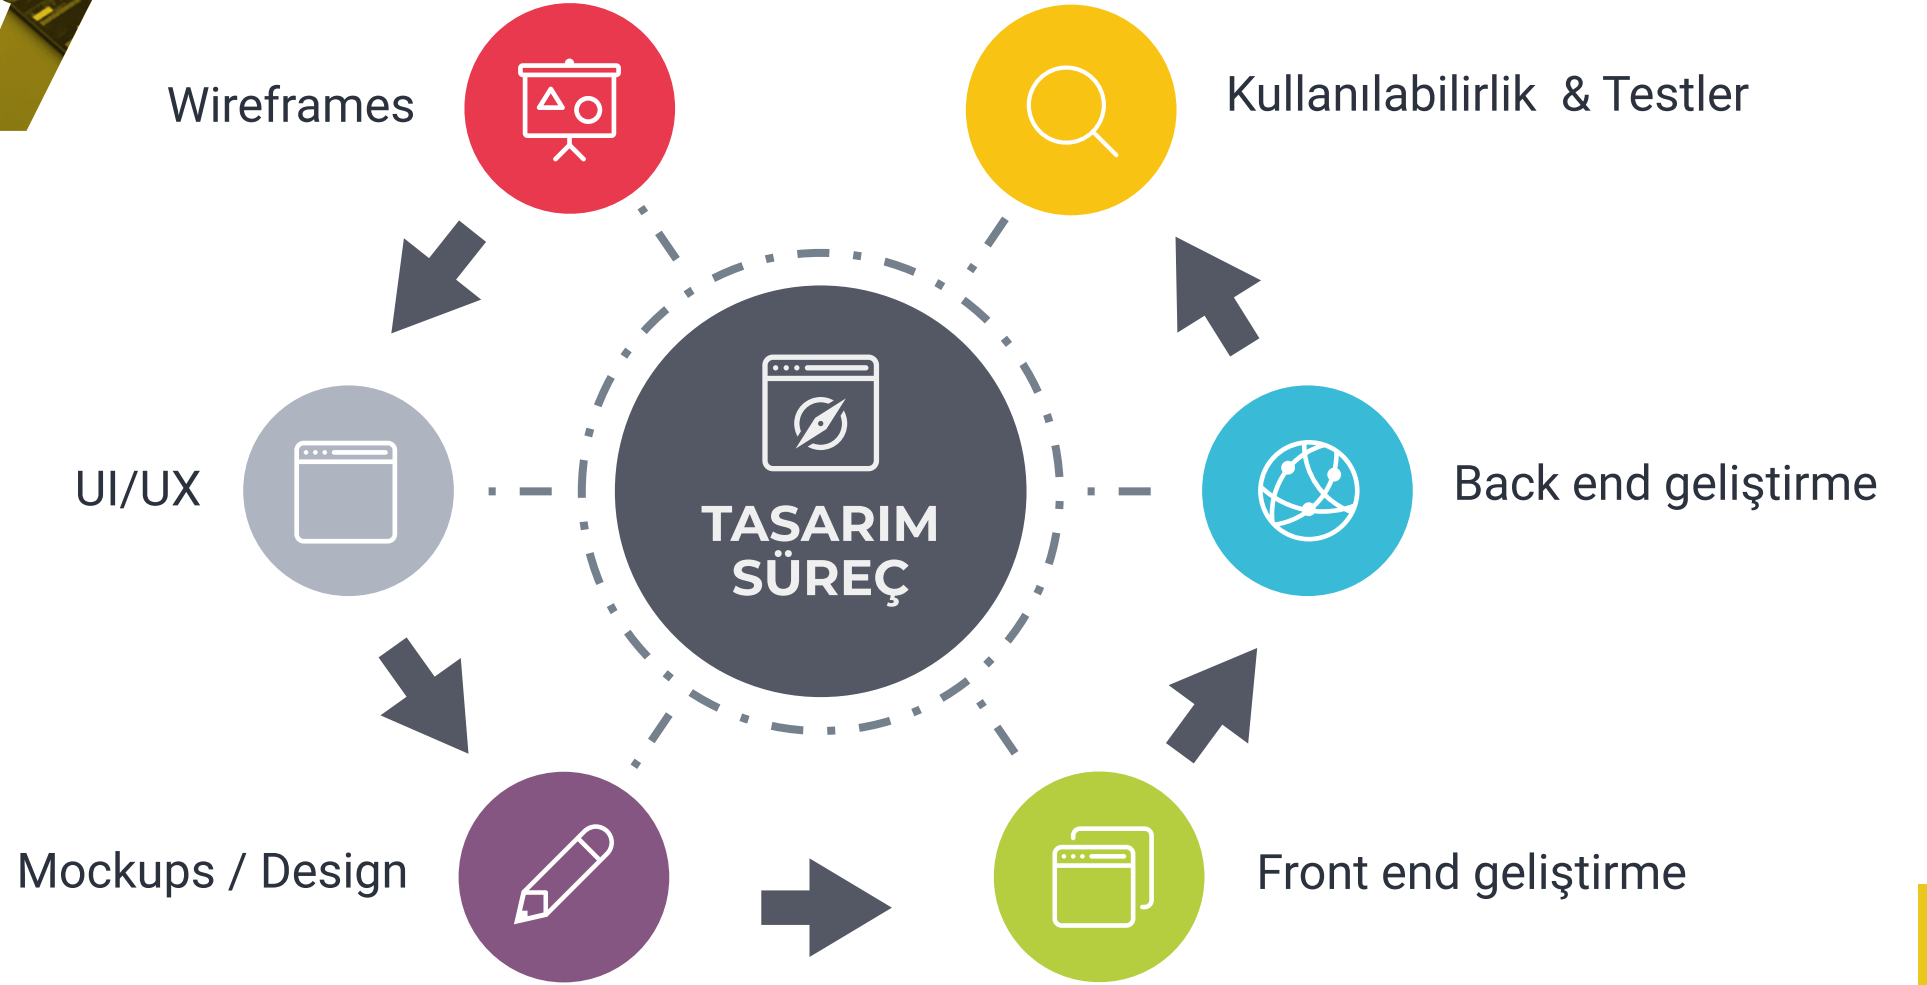 Wireframes
Kullanılabilirlik & Testler
UI/UX
TASARIM
SÜREÇ
Back end geliştirme
Mockups / Design
Front end geliştirme